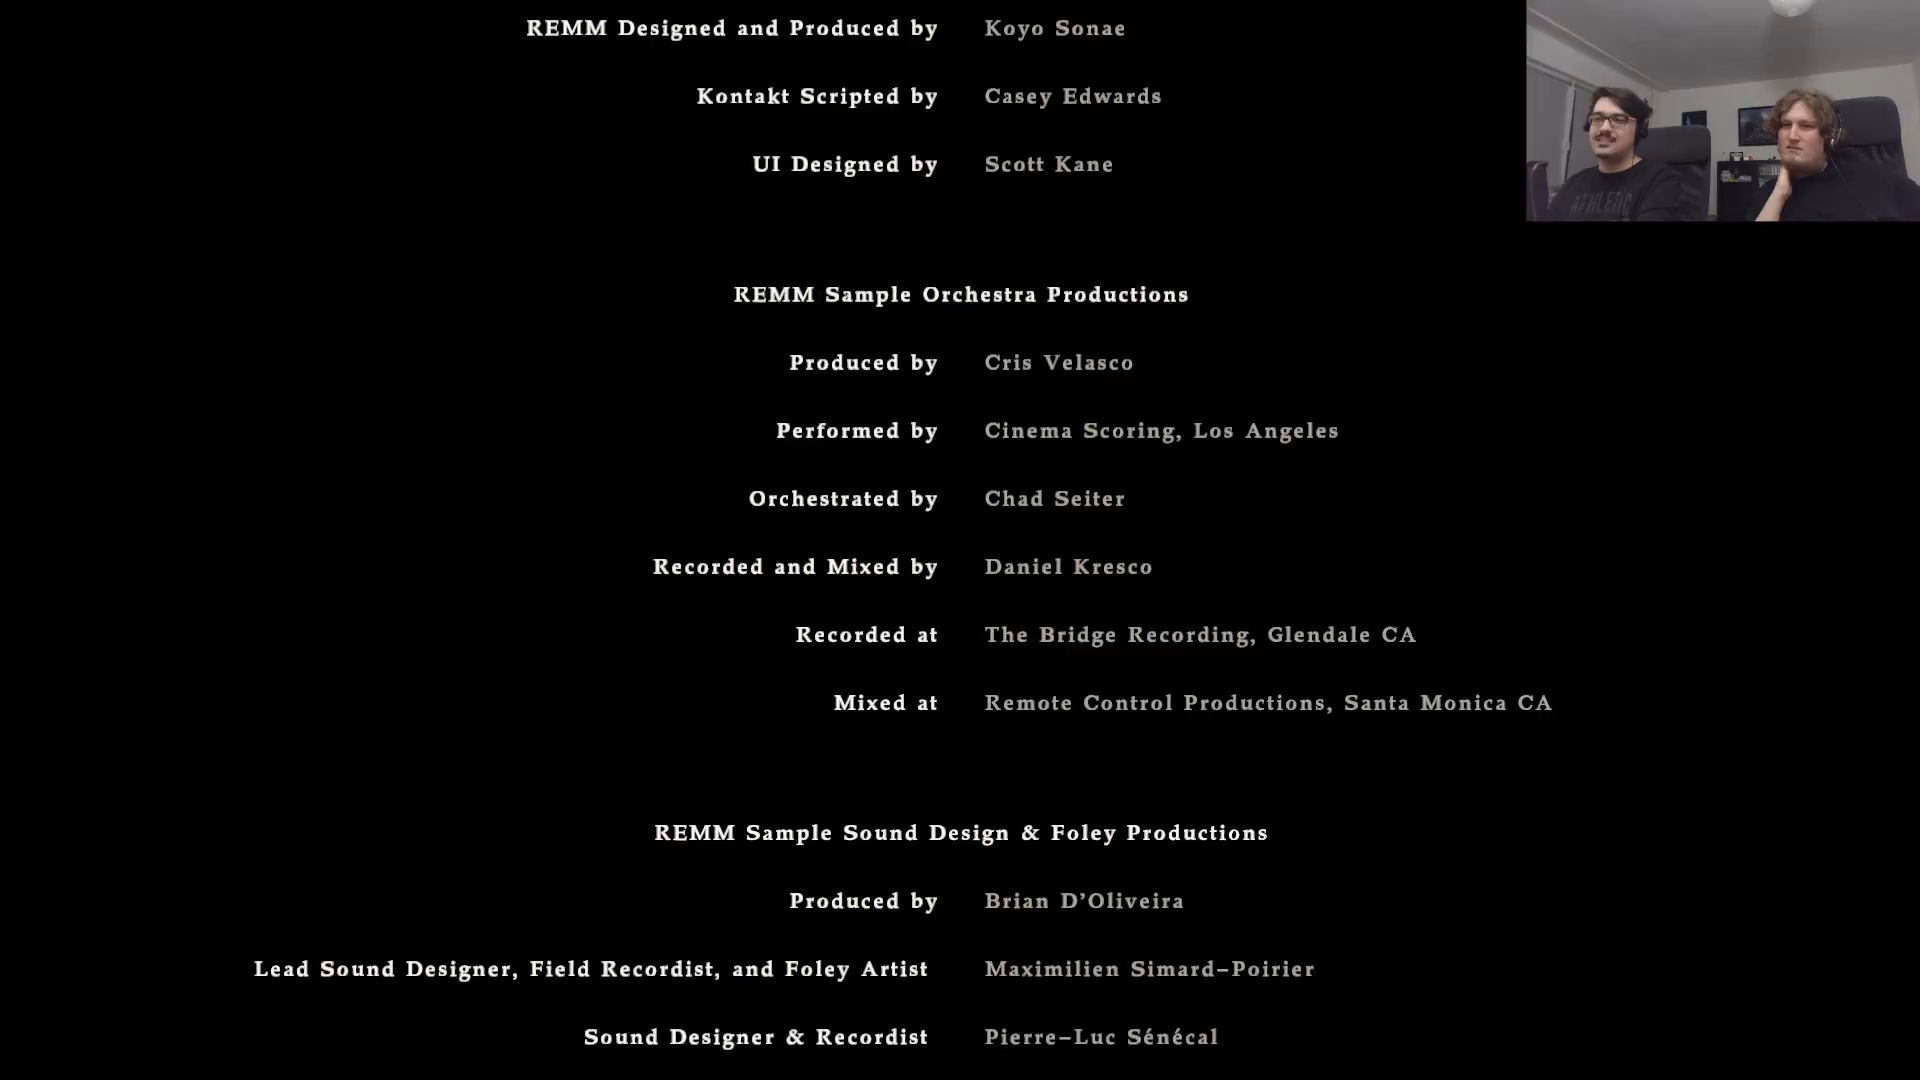 REMM Designed and Produced by Koyo Sonae
Kontakt Scripted by Casey Edwards
UI Designed by Scott Kane
REMM Sample Orchestra Productions
Produced by Cris Velasco
Performed by Cinema Scoring, Los Angeles
Orchestrated by Chad Seiter
Recorded and Mixed by Daniel Kresco
Recorded at The Bridge Recording, Glendale CA
Mixed at Remote Control Productions, Santa Monica CA
REMM Sample Sound Design & Foley Productions
Produced by Brian D’Oliveira
Lead Sound Designer, Field Recordist, and Foley Artist Maximilien Simard–Poirier
Sound Designer & Recordist Pierre–Luc Sénécal
ATHLETIC